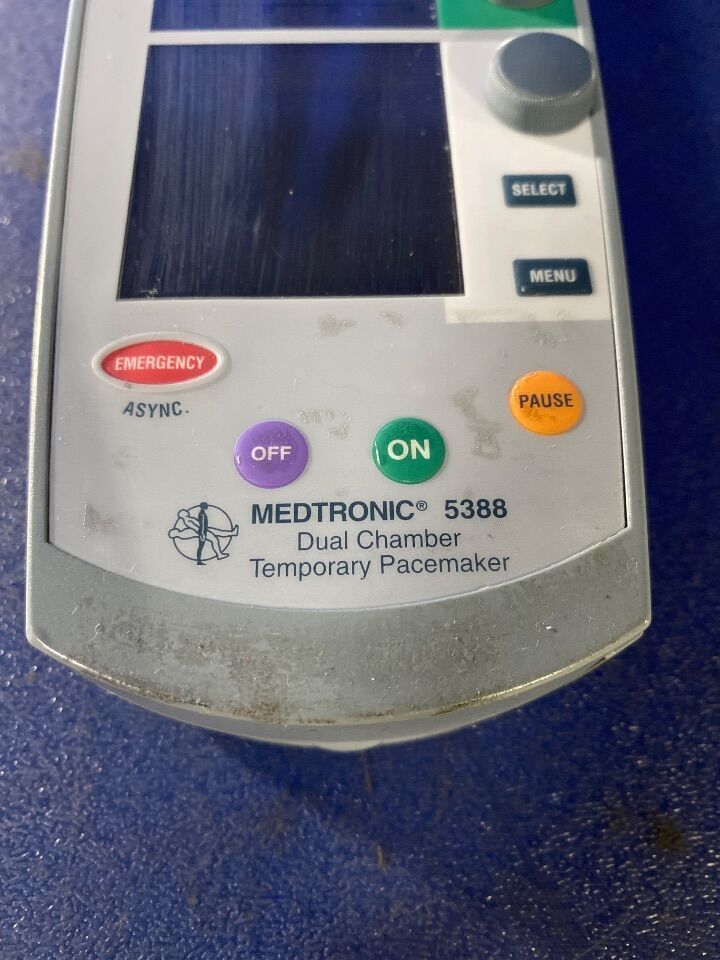 SELECT
MENU
EMERGENCY
ASYNC.
PAUSE
OFF
ON
MEDTRONIC® 5388
Dual Chamber
Temporary Pacemaker